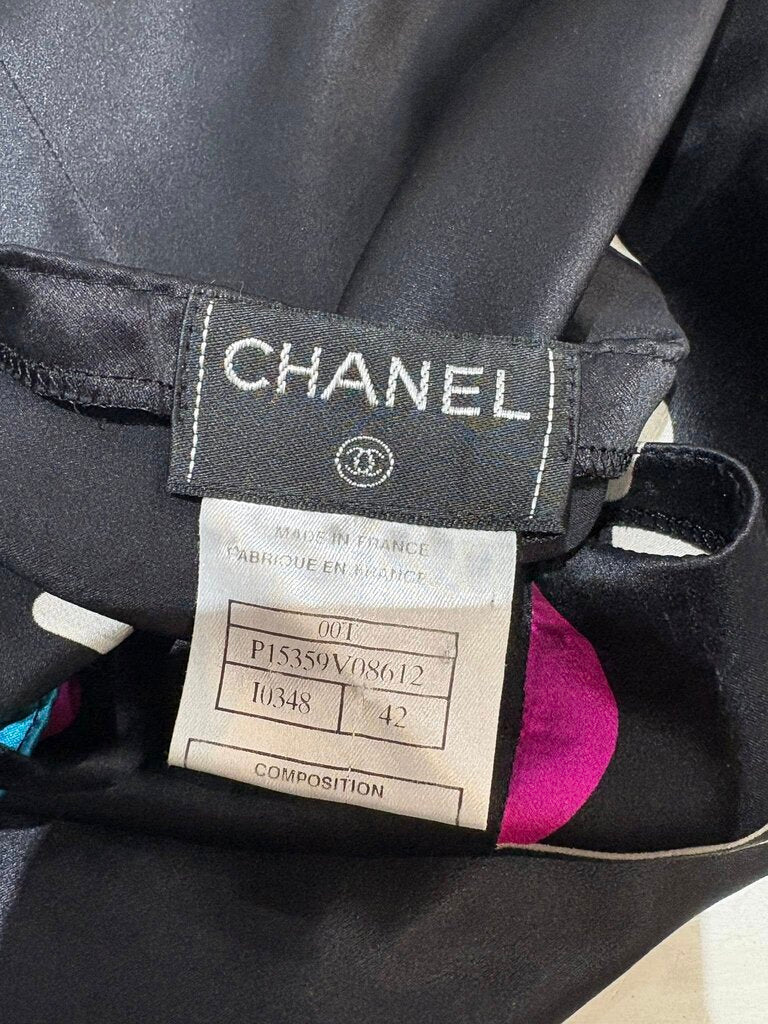 CHANEL
MADE IN FRANCE
FABRIQUE EN FRANCE
00T
P15359V08612
I0348
42
COMPOSITION